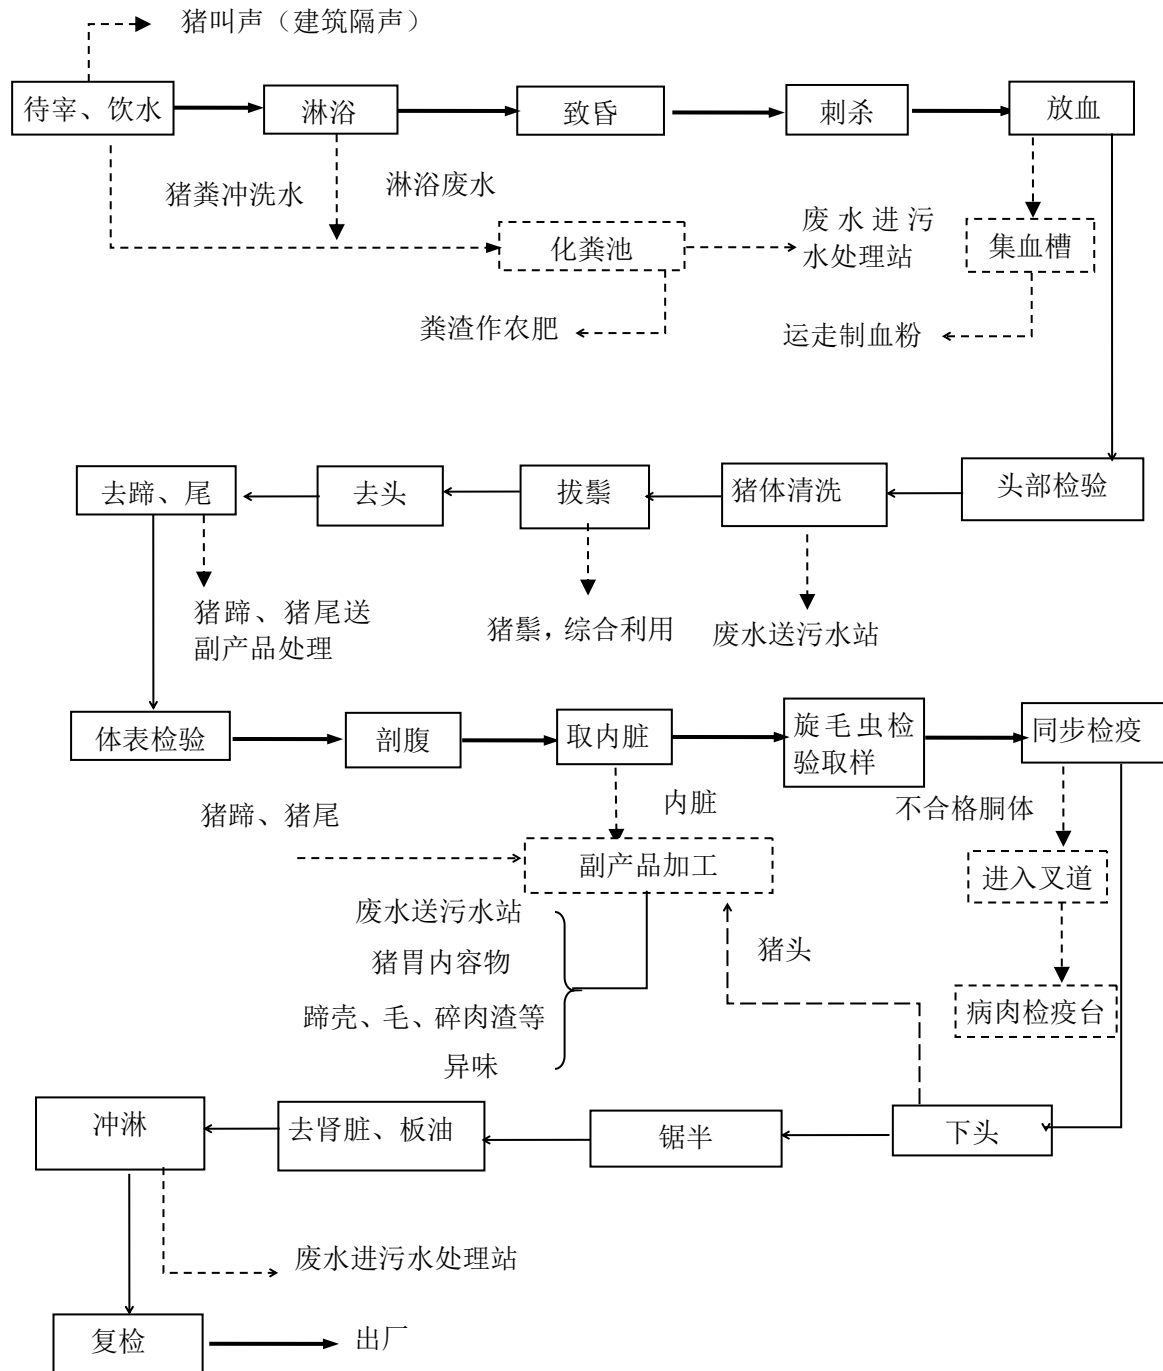 猪叫声（建筑隔声）
待宰、饮水
淋浴
致昏
刺杀
放血
猪粪冲洗水
淋浴废水
化粪池
废水进污
水处理站
集血槽
粪渣作农肥
运走制血粉
去蹄、尾
去头
拔鬃
猪体清洗
头部检验
猪蹄、猪尾送
副产品处理
猪鬃，综合利用
废水送污水站
体表检验
剖腹
取内脏
旋毛虫检
验取样
同步检疫
猪蹄、猪尾
内脏
不合格胴体
副产品加工
进入叉道
废水送污水站
猪胃内容物
猪头
蹄壳、毛、碎肉渣等
病肉检疫台
异味
冲淋
去肾脏、板油
锯半
下头
废水进污水处理站
复检
出厂